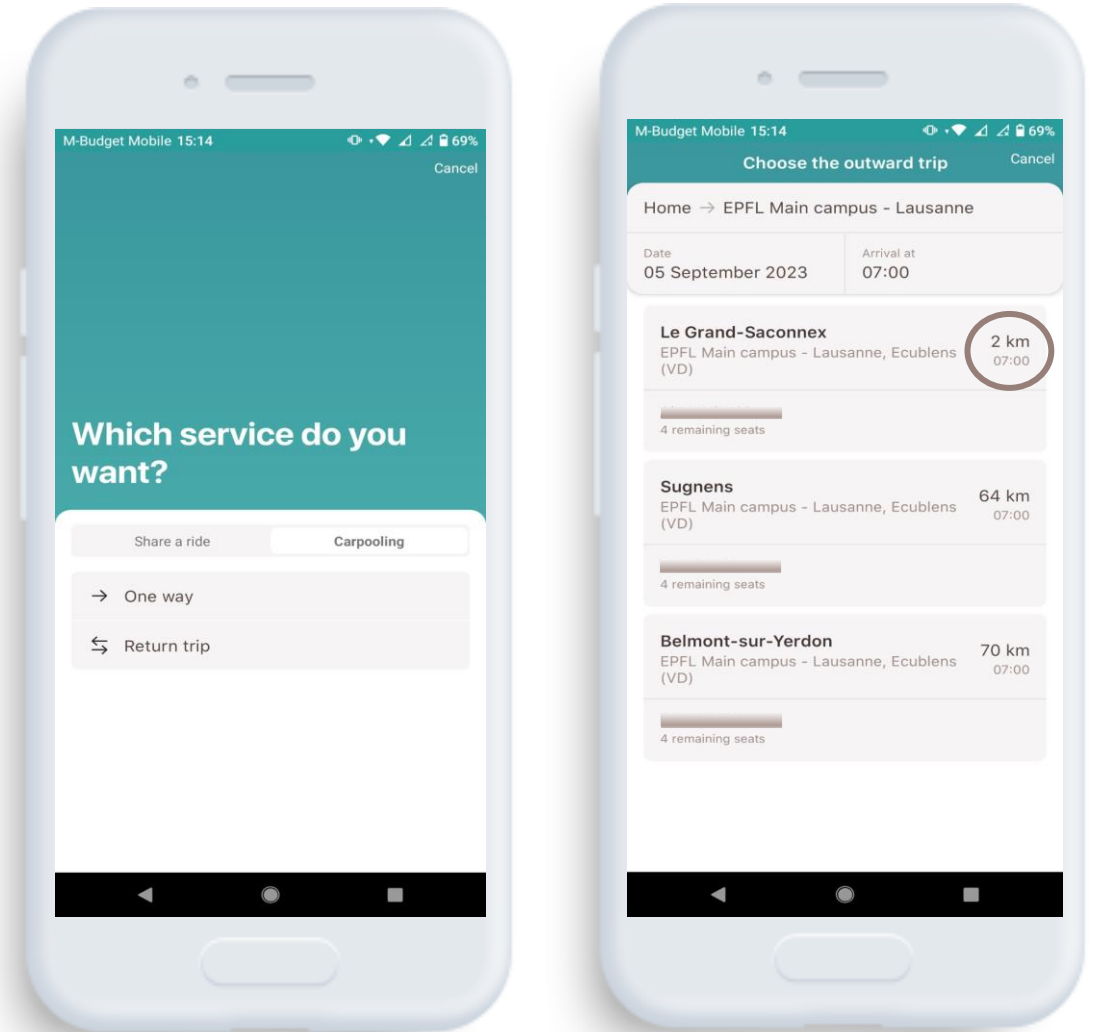 M-Budget Mobile 15:14
69%
Cancel
Which service do you
want?
Share a ride
Carpooling
One way
Return trip
M-Budget Mobile 15:14
69%
Choose the outward trip
Cancel
Home → EPFL Main campus - Lausanne
Date
05 September 2023
Arrival at
07:00
Le Grand-Saconnex
EPFL Main campus - Lausanne, Ecublens
(VD)
2 km
07:00
4 remaining seats
Sugnens
EPFL Main campus - Lausanne, Ecublens
(VD)
64 km
07:00
4 remaining seats
Belmont-sur-Yerdon
EPFL Main campus - Lausanne, Ecublens
(VD)
70 km
07:00
4 remaining seats